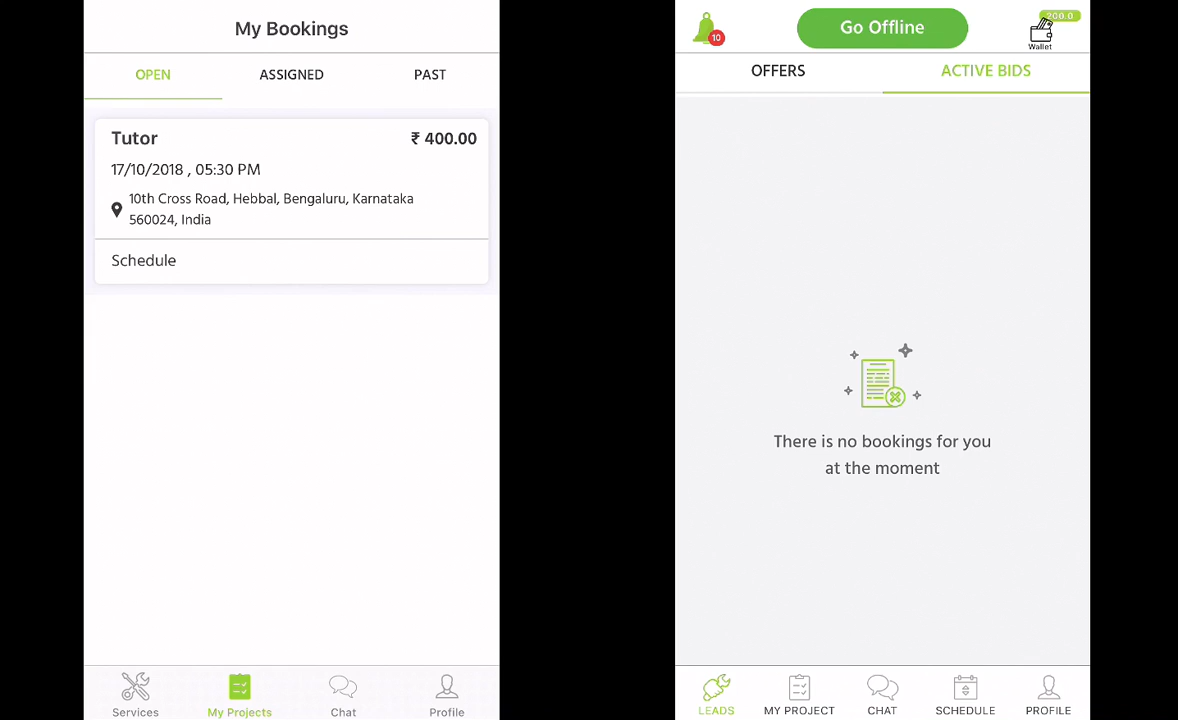 My Bookings
OPEN ASSIGNED PAST
Tutor ₹ 400.00
17/10/2018 , 05:30 PM
10th Cross Road, Hebbal, Bengaluru, Karnataka
560024, India
Schedule
Services My Projects Chat Profile
10 Go Offline 200.0
Wallet
OFFERS ACTIVE BIDS
There is no bookings for you
at the moment
LEADS MY PROJECT CHAT SCHEDULE PROFILE